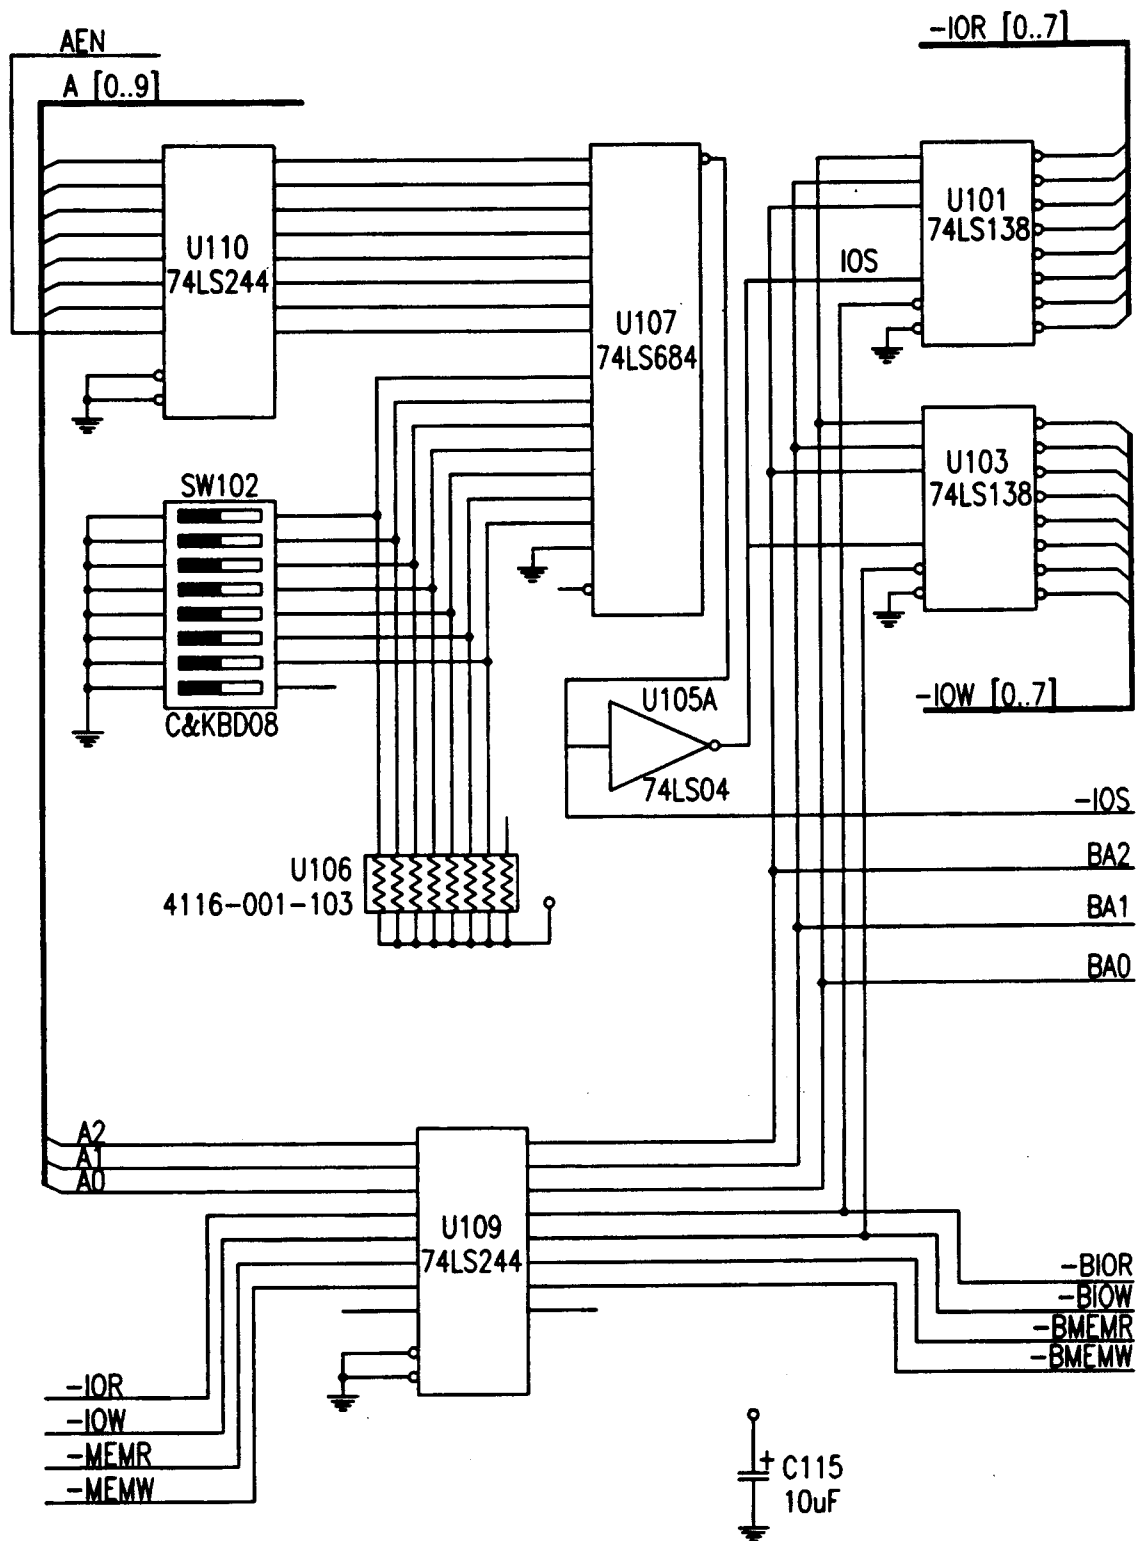 AEN
A [0..9]
-IOR [0..7]
U110
74LS244
U107
74LS684
U101
74LS138
IOS
U103
74LS138
SW102
C&KBD08
-IOW [0..7]
U105A
74LS04
-IOS
U106
4116-001-103
BA2
BA1
BA0
A2
A1
A0
U109
74LS244
-BIOR
-BIOW
-BMEMR
-BMEMW
-IOR
-IOW
-MEMR
-MEMW
+
C115
10uF